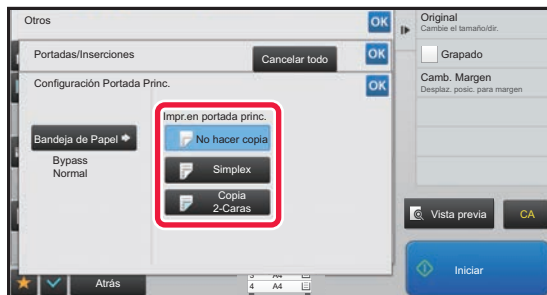 Otros
OK
Portadas/Inserciones
Cancelar todo
OK
Configuración Portada Princ.
OK
Impr.en portada princ.
Bandeja de Papel
Bypass
Normal
No hacer copia
Simplex
Copia
2-Caras
Atrás
3 A4
4 A4
Original
Cambie el tamaño/dir.
Grapado
Camb. Margen
Desplaz. posic. para margen
Vista previa
CA
Iniciar